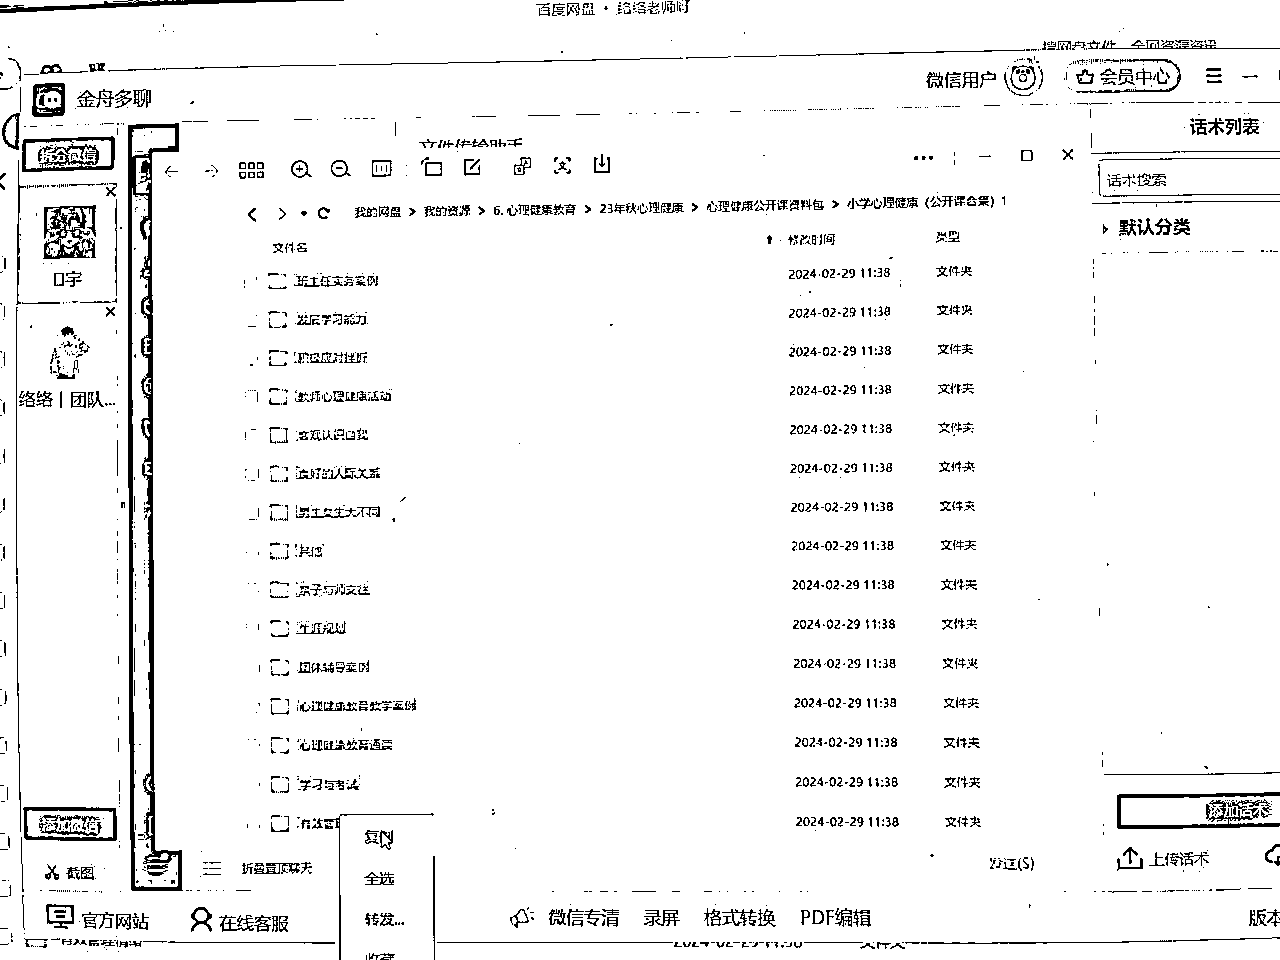 百度网盘 · 络络老师呵
搜网盘文件、全网资源资讯
金舟多聊
微信用户
会员中心
文件传输助手
话术列表
话术搜索
默认分类
我的网盘 > 我的资源 > 6. 心理健康教育 > 23年秋心理健康 > 心理健康公开课资料包 > 小学心理健康（公开课合集）1
文件名 修改时间 类型
班主任实务案例 2024-02-29 11:38 文件夹
发展学习能力 2024-02-29 11:38 文件夹
积极应对挫折 2024-02-29 11:38 文件夹
教师心理健康活动 2024-02-29 11:38 文件夹
客观认识自我 2024-02-29 11:38 文件夹
良好的人际关系 2024-02-29 11:38 文件夹
男生女生大不同 2024-02-29 11:38 文件夹
其他 2024-02-29 11:38 文件夹
亲子与师支招 2024-02-29 11:38 文件夹
生涯规划 2024-02-29 11:38 文件夹
团体辅导案例 2024-02-29 11:38 文件夹
心理健康教育教学案例 2024-02-29 11:38 文件夹
心理健康教育通案 2024-02-29 11:38 文件夹
学习与考试 2024-02-29 11:38 文件夹
有效管 2024-02-29 11:38 文件夹
络络丨团队...
添加微信
截图
折叠置顶聊天
复制
全选
转发...
收藏
发送(S)
添加话术
上传话术
官方网站
在线客服
微信专清
录屏
格式转换
PDF编辑
版本
有效管理情绪 2024-02-29 11:38 文件夹